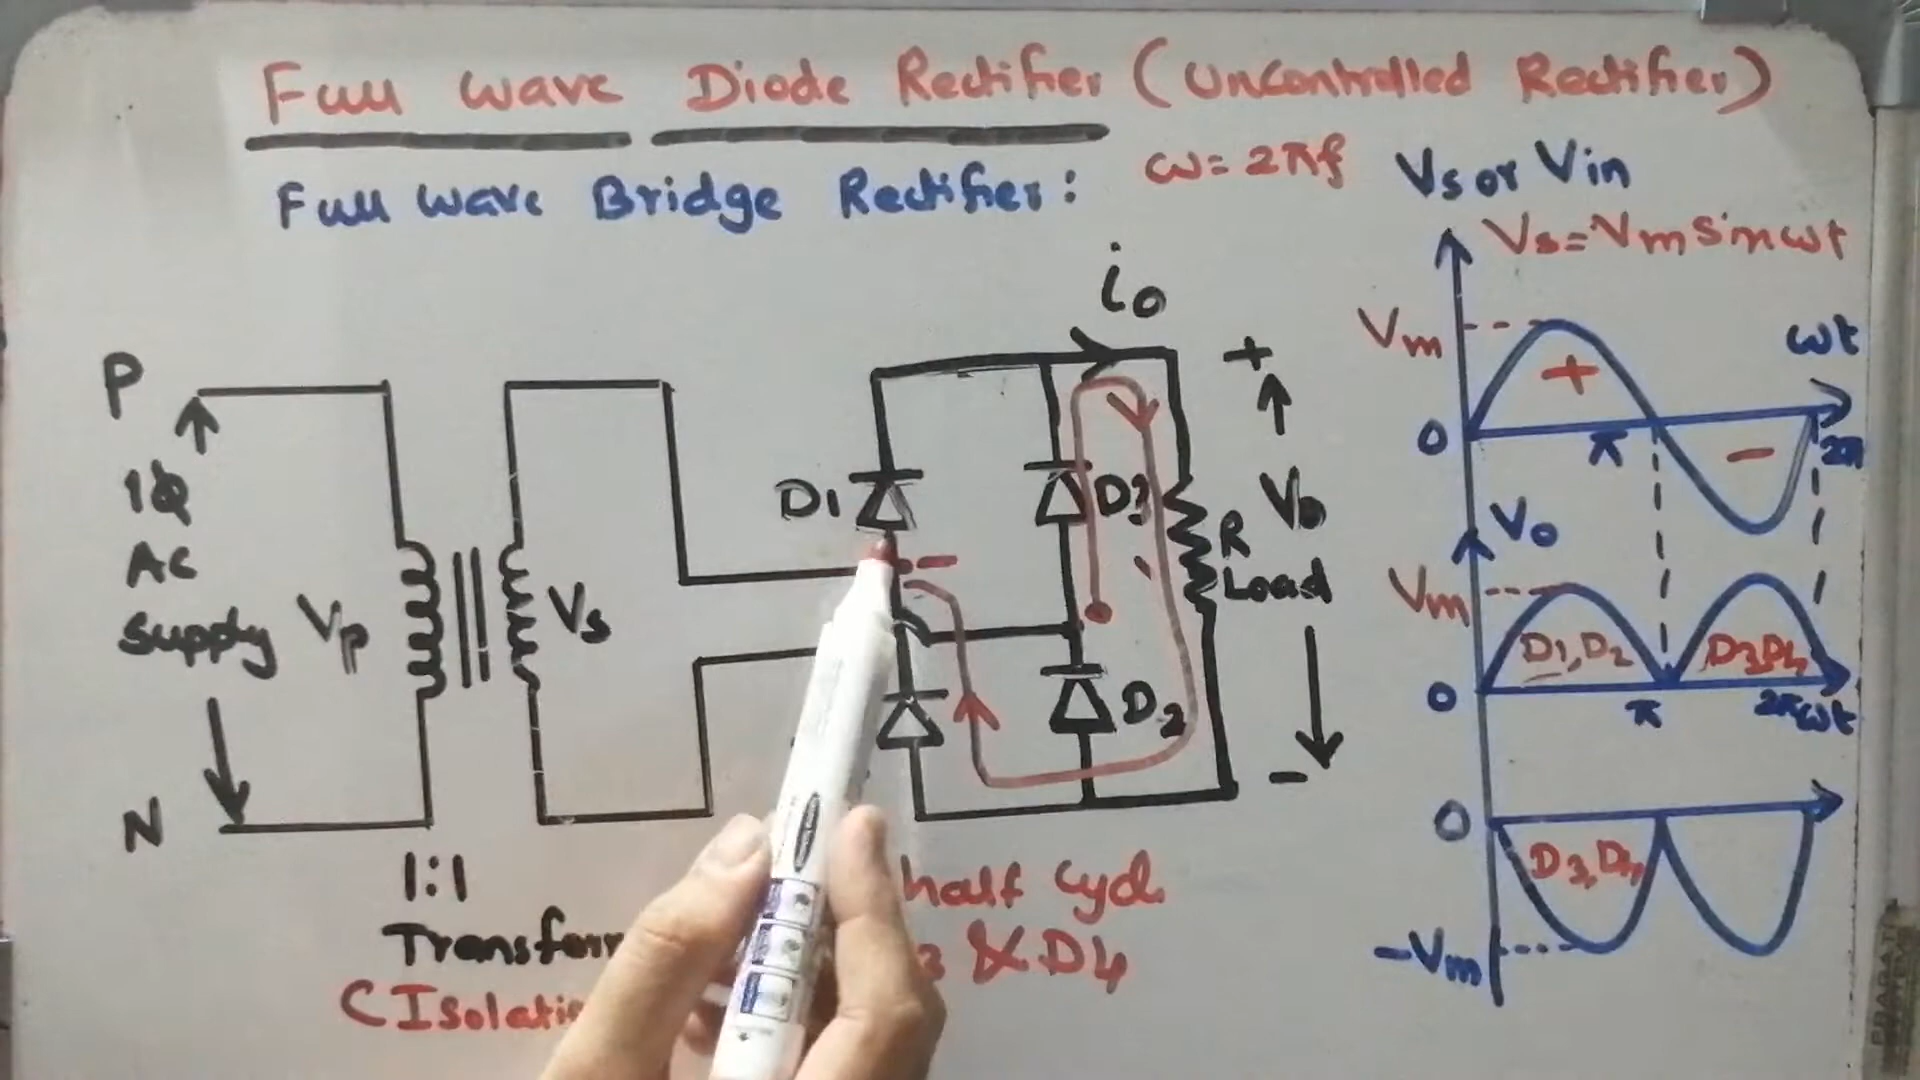 Full wave Diode Rectifier (Uncontrolled Rectifier)
Full wave Bridge Rectifier:
ω=2πf
Vs or Vin
Vs=Vm sinωt
i0
P
1Φ
AC
Supply
N
Vp
Vs
1:1
D1
D3
D2
R
Load
+
V0
-
-
half Cycle
3 & D4
Vm
+
ωt
0
π
-
2π
V0
Vm
D1,D2
D3,D4
0
π
2π ωt
0
D3,D4
-Vm